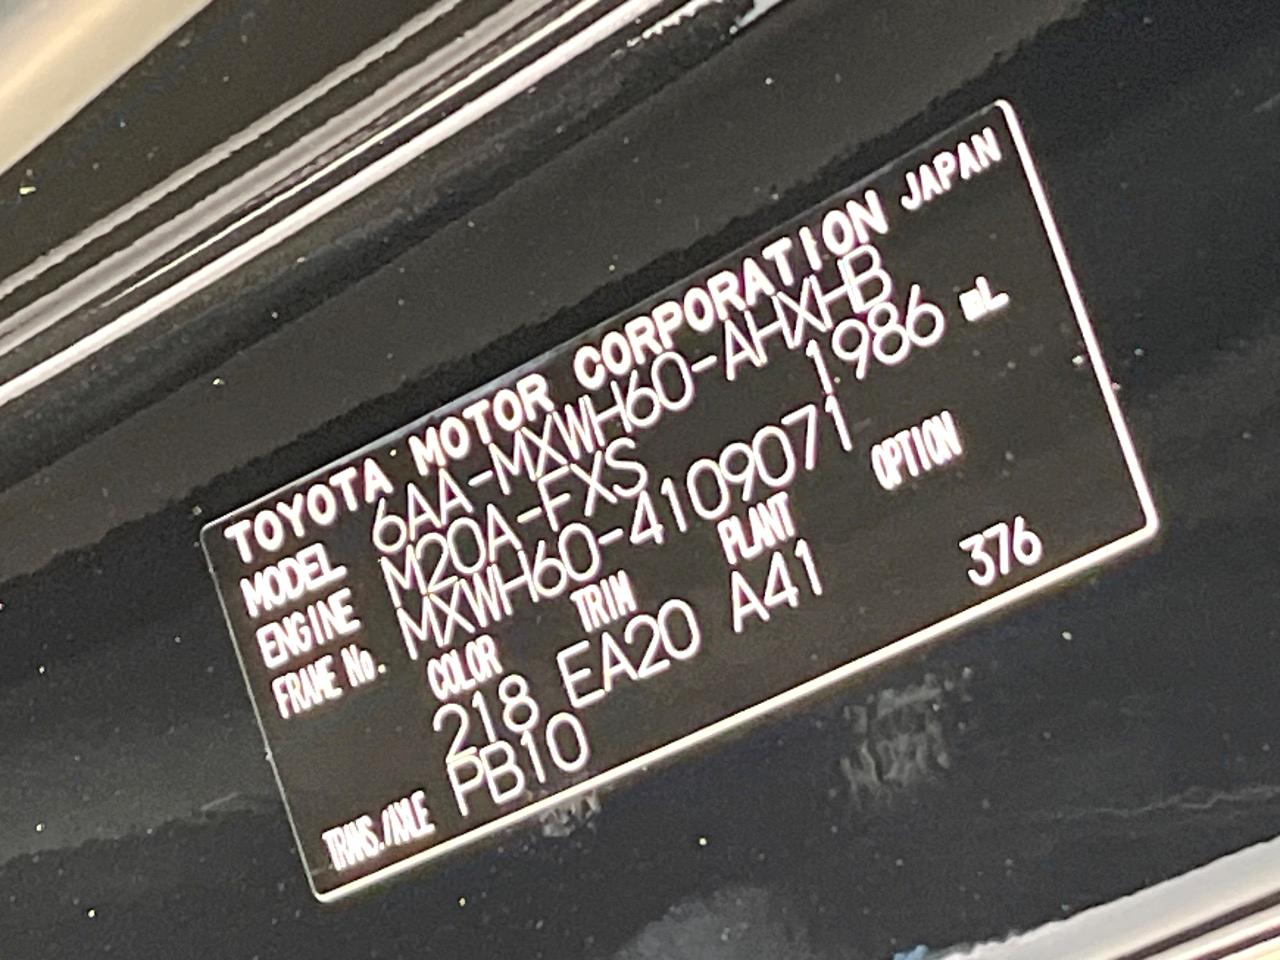 TOYOTA MOTOR CORPORATION JAPAN
MODEL 6AA-MXWH60-AHXHB
ENGINE M20A-FXS 1986 mL
FRAME No. MXWH60-4109071
COLOR TRIM PLANT OPTION
218 EA20 A41 376
TRANS./AXLE PB10